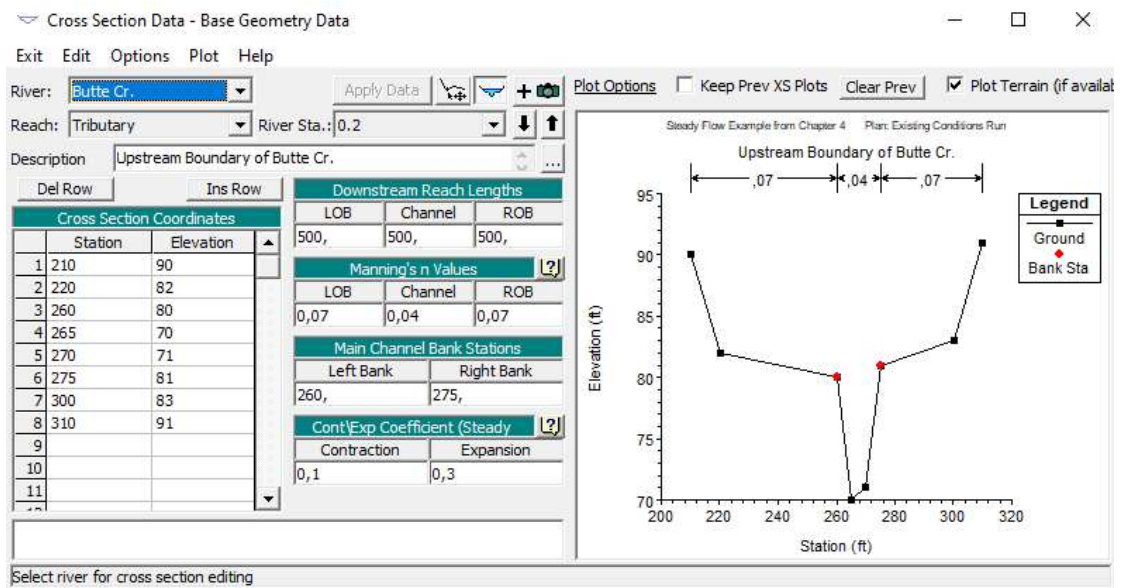 Cross Section Data - Base Geometry Data
Exit Edit Options Plot Help
River: Butte Cr. Apply Data
Reach: Tributary River Sta.: 0.2
Description Upstream Boundary of Butte Cr. ...
Del Row Ins Row
Cross Section Coordinates
Station Elevation
1 210 90
2 220 82
3 260 80
4 265 70
5 270 71
6 275 81
7 300 83
8 310 91
9
10
11
Downstream Reach Lengths
LOB Channel ROB
500, 500, 500,
Manning's n Values
LOB Channel ROB
0,07 0,04 0,07
Main Channel Bank Stations
Left Bank Right Bank
260, 275,
Cont\Exp Coefficient (Steady
Contraction Expansion
0,1 0,3
Plot Options Keep Prev XS Plots Clear Prev Plot Terrain (if availab
Steady Flow Example from Chapter 4 Plan: Existing Conditions Run
Upstream Boundary of Butte Cr.
,07 ,04 ,07
95
90
85
80
75
70
Elevation (ft)
200 220 240 260 280 300 320
Station (ft)
Legend
Ground
Bank Sta
Select river for cross section editing